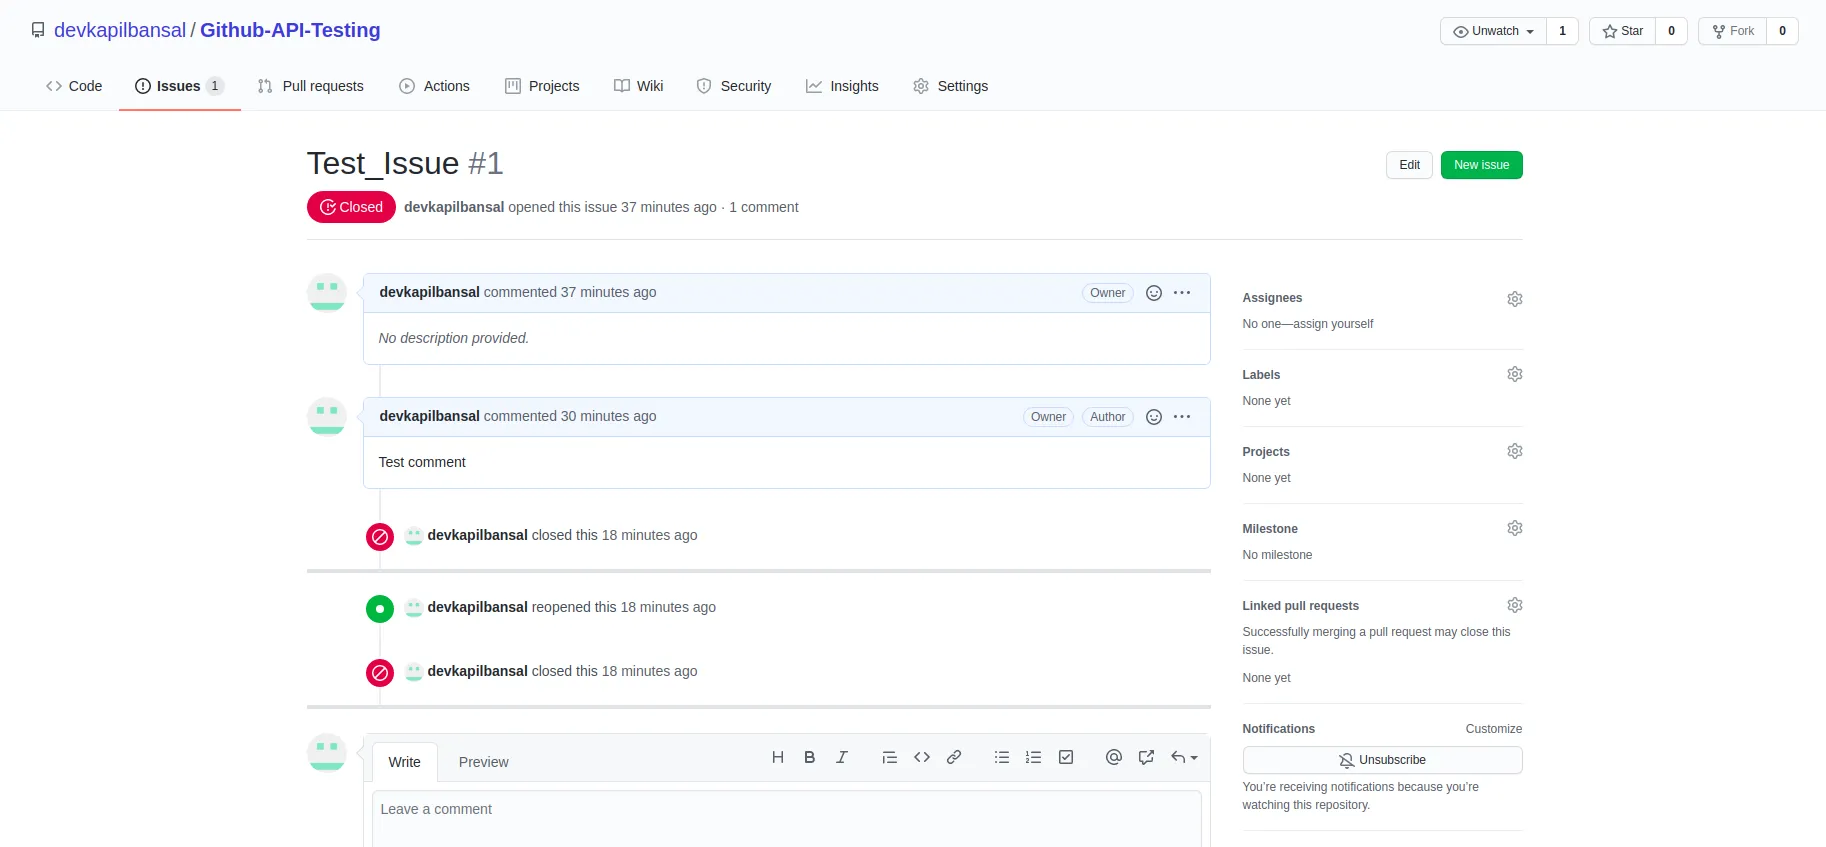 devkapilbansal / Github-API-Testing
Unwatch 1 Star 0 Fork 0
Code Issues 1 Pull requests Actions Projects Wiki Security Insights Settings
Test_Issue #1
Edit New issue
Closed devkapilbansal opened this issue 37 minutes ago · 1 comment
devkapilbansal commented 37 minutes ago Owner
No description provided.
devkapilbansal commented 30 minutes ago Owner Author
Test comment
devkapilbansal closed this 18 minutes ago
devkapilbansal reopened this 18 minutes ago
devkapilbansal closed this 18 minutes ago
Write Preview
Leave a comment
Assignees
No one—assign yourself
Labels
None yet
Projects
None yet
Milestone
No milestone
Linked pull requests
Successfully merging a pull request may close this
issue.
None yet
Notifications Customize
Unsubscribe
You’re receiving notifications because you’re
watching this repository.